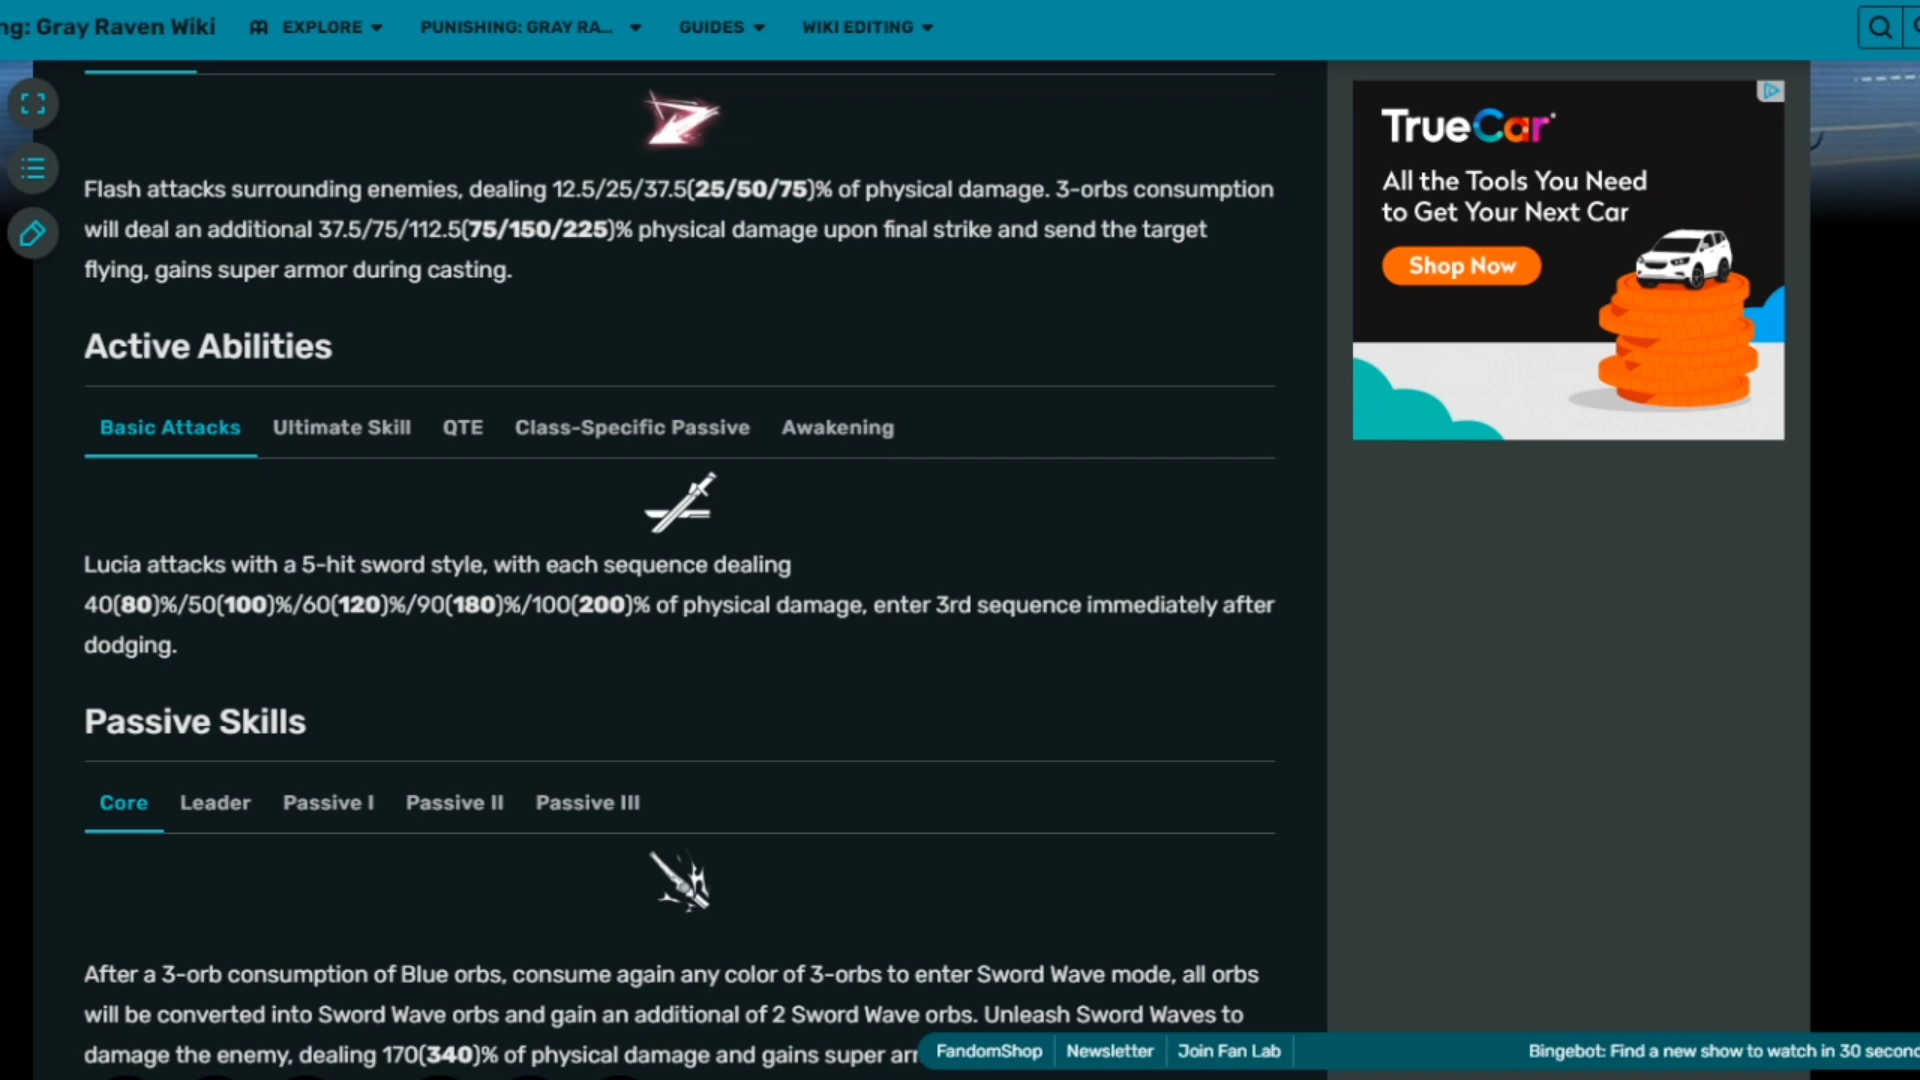 ng: Gray Raven Wiki
EXPLORE
PUNISHING: GRAY RA...
GUIDES
WIKI EDITING
Flash attacks surrounding enemies, dealing 12.5/25/37.5(25/50/75)% of physical damage. 3-orbs consumption
will deal an additional 37.5/75/112.5(75/150/225)% physical damage upon final strike and send the target
flying, gains super armor during casting.
Active Abilities
Basic Attacks
Ultimate Skill
QTE
Class-Specific Passive
Awakening
Lucia attacks with a 5-hit sword style, with each sequence dealing
40(80)%/50(100)%/60(120)%/90(180)%/100(200)% of physical damage, enter 3rd sequence immediately after
dodging.
Passive Skills
Core
Leader
Passive I
Passive II
Passive III
After a 3-orb consumption of Blue orbs, consume again any color of 3-orbs to enter Sword Wave mode, all orbs
will be converted into Sword Wave orbs and gain an additional of 2 Sword Wave orbs. Unleash Sword Waves to
damage the enemy, dealing 170(340)% of physical damage and gains super arm
TrueCar
All the Tools You Need
to Get Your Next Car
Shop Now
FandomShop
Newsletter
Join Fan Lab
Bingebot: Find a new show to watch in 30 second